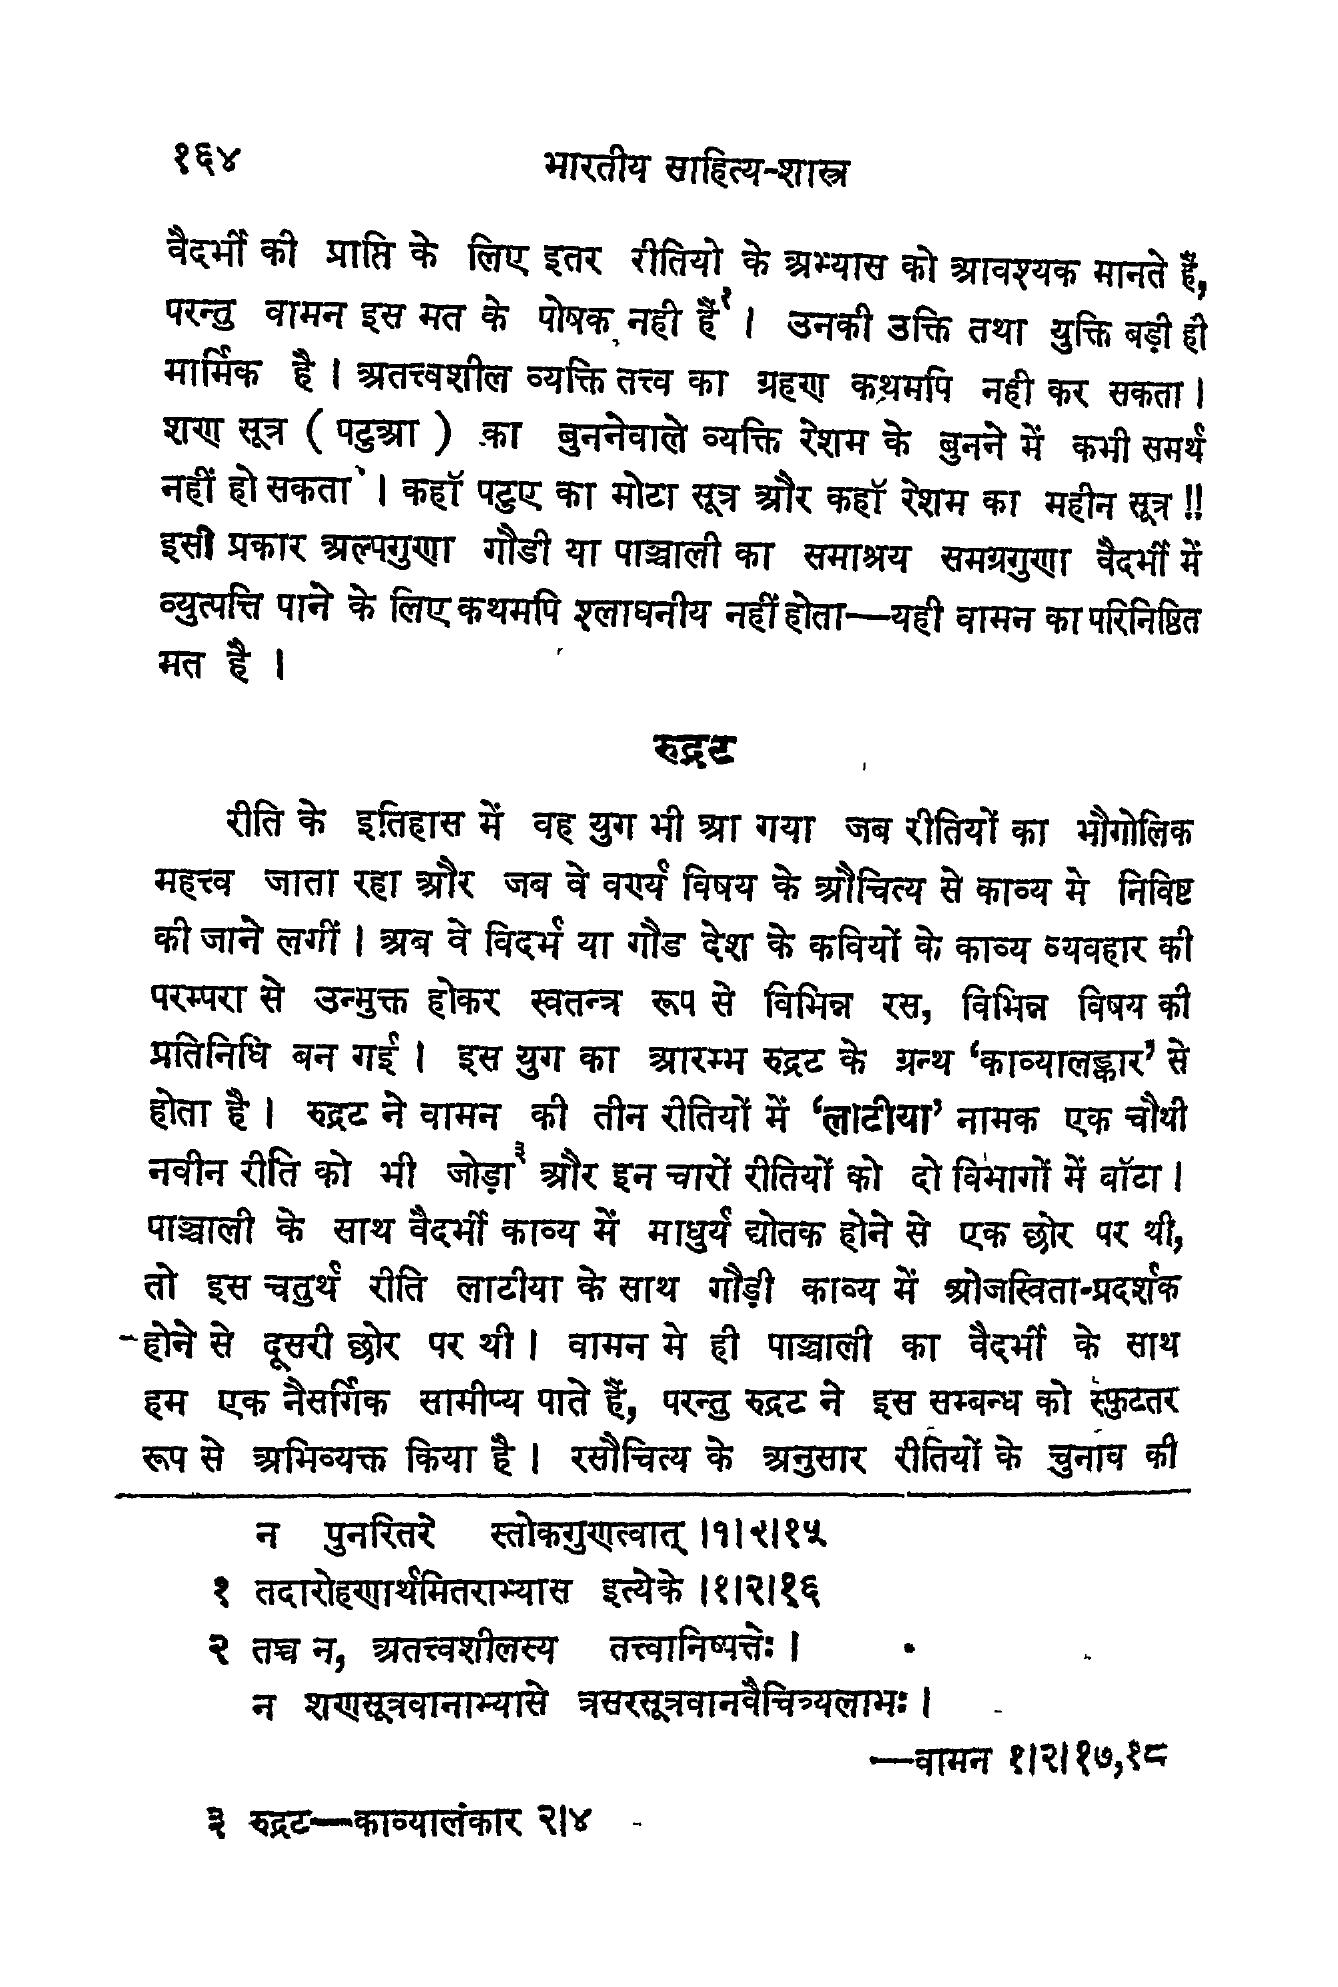 १६४ भारतीय साहित्य-शास्त्र
वैदर्भी की प्राप्ति के लिए इतर रीतियो के अभ्यास को आवश्यक मानते हैं,
परन्तु वामन इस मत के पोषक नही हैं१ । उनकी उक्ति तथा युक्ति बड़ी ही
मार्मिक है । अतत्त्वशील व्यक्ति तत्त्व का ग्रहण कथमपि नही कर सकता ।
शण सूत्र ( पटुआ ) का बुननेवाले व्यक्ति रेशम के बुनने में कभी समर्थ
नहीं हो सकता । कहाॅ पटुए का मोटा सूत्र और कहाॅ रेशम का महीन सूत्र !!
इसी प्रकार अल्पगुणा गौडी या पाञ्चाली का समाश्रय समग्रगुणा वैदर्भी में
व्युत्पत्ति पाने के लिए कथमपि श्लाघनीय नहीं होता—यही वामन का परिनिष्ठित
मत है ।
रुद्रट
रीति के इतिहास में वह युग भी आ गया जब रीतियों का भौगोलिक
महत्त्व जाता रहा और जब वे वर्ण्य विषय के औचित्य से काव्य मे निविष्ट
की जाने लगीं । अब वे विदर्भ या गौड देश के कवियों के काव्य व्यवहार की
परम्परा से उन्मुक्त होकर स्वतन्त्र रूप से विभिन्न रस, विभिन्न विषय की
प्रतिनिधि बन गई । इस युग का आरम्भ रुद्रट के ग्रन्थ ‘काव्यालङ्कार’ से
होता है । रुद्रट ने वामन की तीन रीतियों में ‘लाटीया’ नामक एक चौथी
नवीन रीति को भी जोड़ा३ और इन चारों रीतियों को दो विभागों में बाॅटा ।
पाञ्चाली के साथ वैदर्भी काव्य में माधुर्य द्योतक होने से एक छोर पर थी,
तो इस चतुर्थ रीति लाटीया के साथ गौड़ी काव्य में ओजस्विता-प्रदर्शक
होने से दूसरी छोर पर थी । वामन मे ही पाञ्चाली का वैदर्भी के साथ
हम एक नैसर्गिक सामीप्य पाते हैं, परन्तु रुद्रट ने इस सम्बन्ध को स्फुटतर
रूप से अभिव्यक्त किया है । रसौचित्य के अनुसार रीतियों के चुनाव की
न पुनरितरे स्तोकगुणत्वात् ।१।२।१५
१ तदारोहणार्थमितराभ्यास इत्येके ।१।२।१६
२ तच्च न, अतत्त्वशीलस्य तत्त्वानिष्पत्तेः ।
न शणसूत्रवानाभ्यासे त्रसरसूत्रवानवैचित्र्यलाभः ।
—वामन १।२।१७,१८
३ रुद्रट—काव्यालंकार २।४